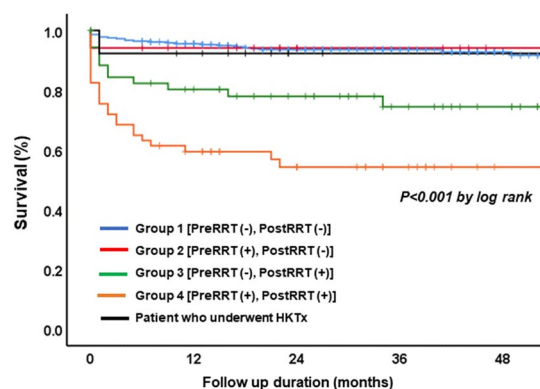 1.0
0.8
0.6
0.4
0.2
0.0
Survival (%)
P<0.001 by log rank
Group 1 [PreRRT (-), PostRRT (-)]
Group 2 [PreRRT (+), PostRRT (-)]
Group 3 [PreRRT (-), PostRRT (+)]
Group 4 [PreRRT (+), PostRRT (+)]
Patient who underwent HKTx
0 12 24 36 48
Follow up duration (months)